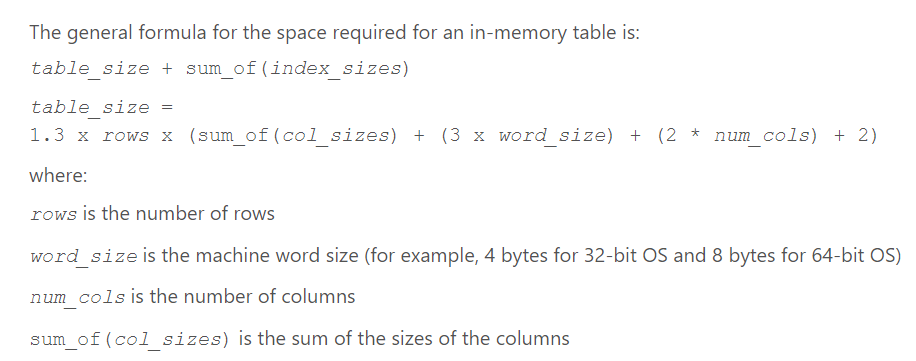 The general formula for the space required for an in-memory table is:
table_size + sum_of(index_sizes)
table_size =
1.3 x rows x (sum_of(col_sizes) + (3 x word_size) + (2 * num_cols) + 2)
where:
rows is the number of rows
word_size is the machine word size (for example, 4 bytes for 32-bit OS and 8 bytes for 64-bit OS)
num_cols is the number of columns
sum_of(col_sizes) is the sum of the sizes of the columns